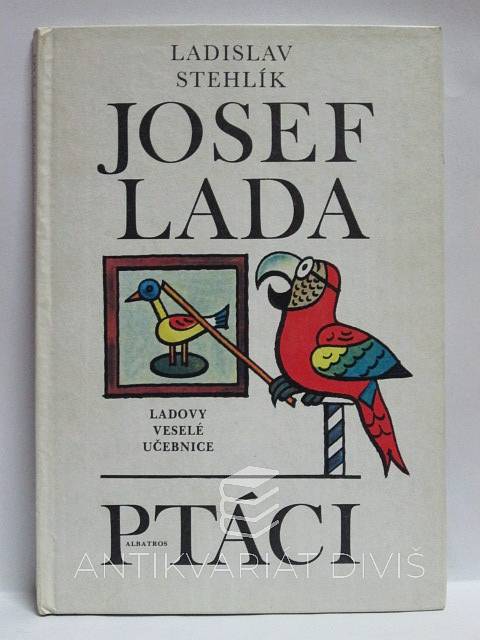 LADISLAV
STEHLÍK
JOSEF
LADA
LADOVY
VESELÉ
UČEBNICE
PTÁCI
ALBATROS
ANTIKVARIÁT DIVIŠ